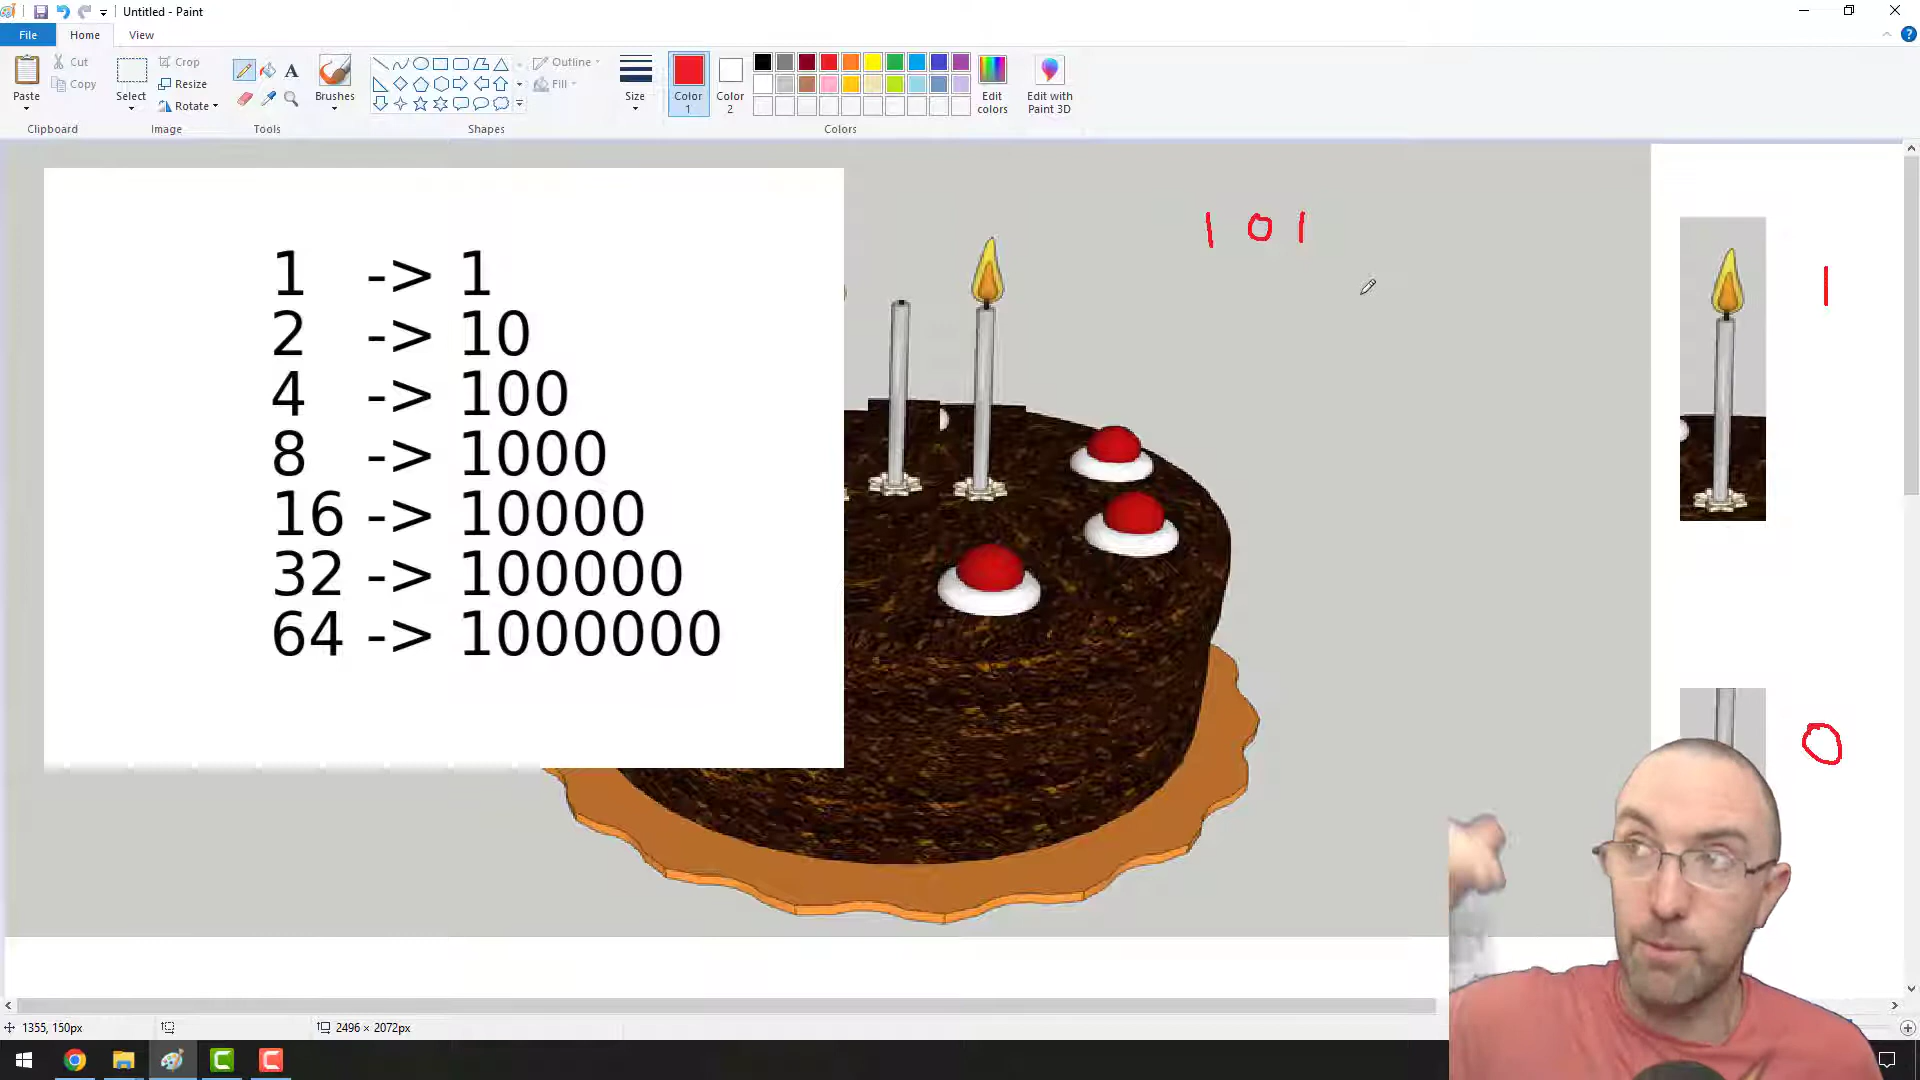 Untitled - Paint
File Home View
Paste
Cut
Copy
Clipboard
Select
Crop
Resize
Rotate
Image
A
Tools
Brushes
Outline
Fill
Shapes
Size
Color 1
Color 2
Edit colors
Edit with Paint 3D
Colors
1 -> 1
2 -> 10
4 -> 100
8 -> 1000
16 -> 10000
32 -> 100000
64 -> 1000000
1 0 1
1
0
1355, 150px
2496 × 2072px